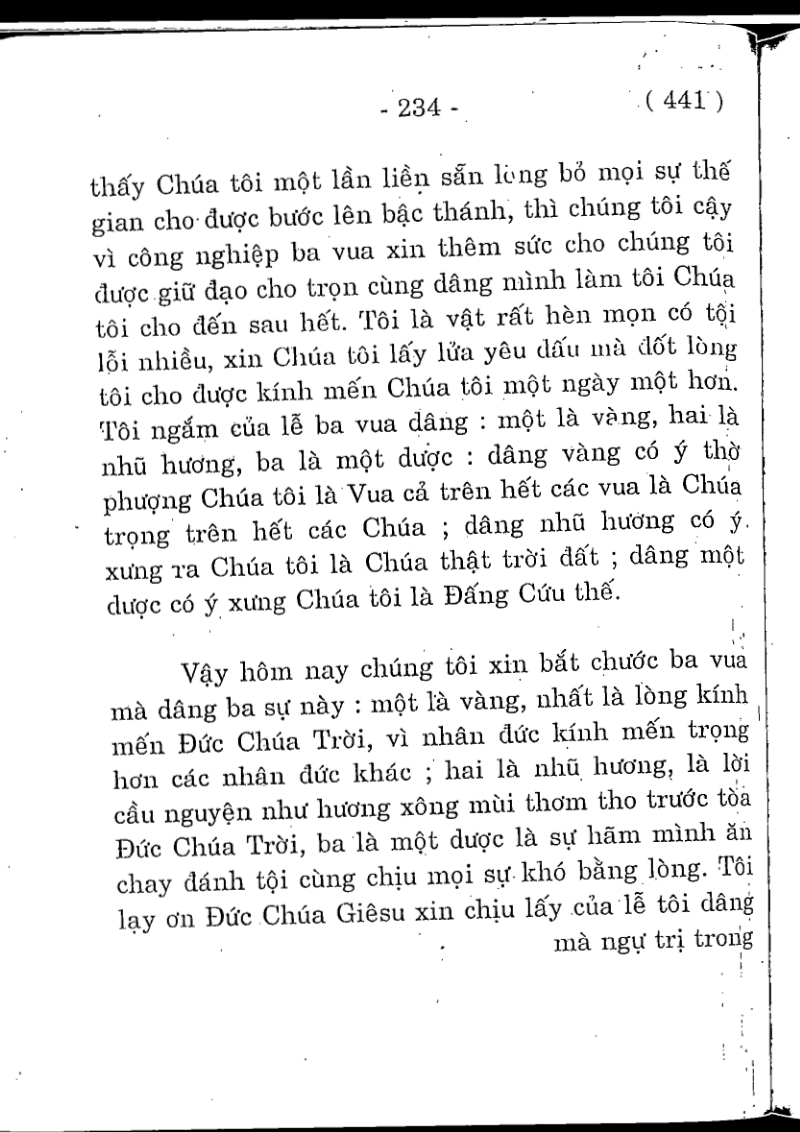 - 234 -
( 441 )
thấy Chúa tôi một lần liền sẵn lòng bỏ mọi sự thế
gian cho được bước lên bậc thánh, thì chúng tôi cậy
vì công nghiệp ba vua xin thêm sức cho chúng tôi
được giữ đạo cho trọn cùng dâng mình làm tôi Chúa
tôi cho đến sau hết. Tôi là vật rất hèn mọn có tội
lỗi nhiều, xin Chúa tôi lấy lửa yêu dấu mà đốt lòng
tôi cho được kính mến Chúa tôi một ngày một hơn.
Tôi ngắm của lễ ba vua dâng : một là vàng, hai là
nhũ hương, ba là một dược : dâng vàng có ý thờ
phượng Chúa tôi là Vua cả trên hết các vua là Chúa
trọng trên hết các Chúa ; dâng nhũ hương có ý
xưng ra Chúa tôi là Chúa thật trời đất ; dâng một
dược có ý xưng Chúa tôi là Đấng Cứu thế.
Vậy hôm nay chúng tôi xin bắt chước ba vua
mà dâng ba sự này : một là vàng, nhất là lòng kính
mến Đức Chúa Trời, vì nhân đức kính mến trọng
hơn các nhân đức khác ; hai là nhũ hương, là lời
cầu nguyện như hương xông mùi thơm tho trước tòa
Đức Chúa Trời, ba là một dược là sự hãm mình ăn
chay đánh tội cùng chịu mọi sự khó bằng lòng. Tôi
lạy ơn Đức Chúa Giêsu xin chịu lấy của lễ tôi dâng
mà ngự trị trong